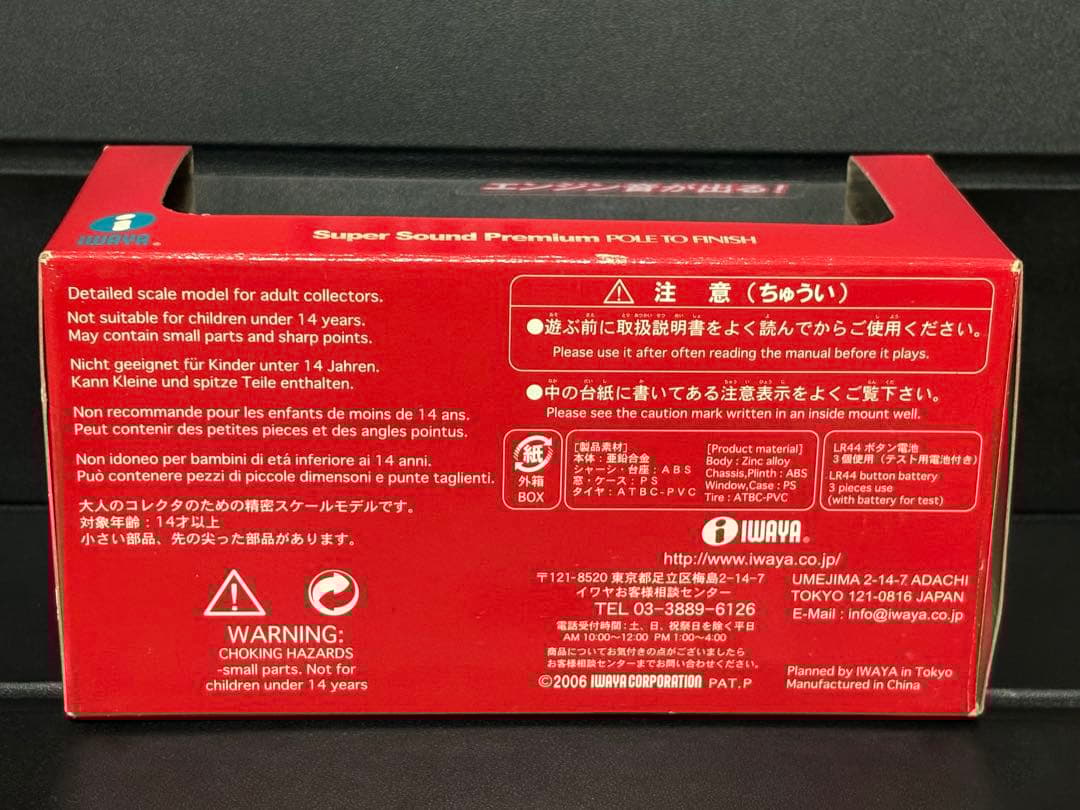 エンジン音が出る!
i
IWAYA®
Super Sound Premium POLE TO FINISH
Detailed scale model for adult collectors.
Not suitable for children under 14 years.
May contain small parts and sharp points.
Nicht geeignet für Kinder unter 14 Jahren.
Kann Kleine und spitze Teile enthalten.
Non recommande pour les enfants de moins de 14 ans.
Peut contenir des petites pieces et des angles pointus.
Non idoneo per bambini di etá inferiore ai 14 anni.
Può contenere pezzi di piccole dimensoni e punte taglienti.
大人のコレクタのための精密スケールモデルです。
対象年齢:14才以上
小さい部品、先の尖った部品があります。
WARNING:
CHOKING HAZARDS
-small parts. Not for
children under 14 years
注 意(ちゅうい)
●遊ぶ前に取扱説明書をよく読んでからご使用ください。
Please use it after often reading the manual before it plays.
●中の台紙に書いてある注意表示をよくご覧下さい。
Please see the caution mark written in an inside mount well.
紙
外箱
BOX
[製品素材]
本体:亜鉛合金
シャーシ・台座:ABS
窓・ケース:PS
タイヤ:ATBC-PVC
[Product material]
Body : Zinc alloy
Chassis,Plinth : ABS
Window,Case : PS
Tire : ATBC-PVC
LR44 ボタン電池
3個使用(テスト用電池付き)
LR44 button battery
3 pieces use
(with battery for test)
i IWAYA®
http://www.iwaya.co.jp/
〒121-8520 東京都足立区梅島2-14-7
イワヤお客様相談センター
TEL 03-3889-6126
電話受付時間:土、日、祝祭日を除く平日
AM 10:00~12:00 PM 1:00~4:00
商品についてお気付きの点がございましたら
お客様相談センターまでお問い合わせください。
©2006 IWAYA CORPORATION PAT.P
UMEJIMA 2-14-7 ADACHI
TOKYO 121-0816 JAPAN
E-Mail : info@iwaya.co.jp
Planned by IWAYA in Tokyo
Manufactured in China